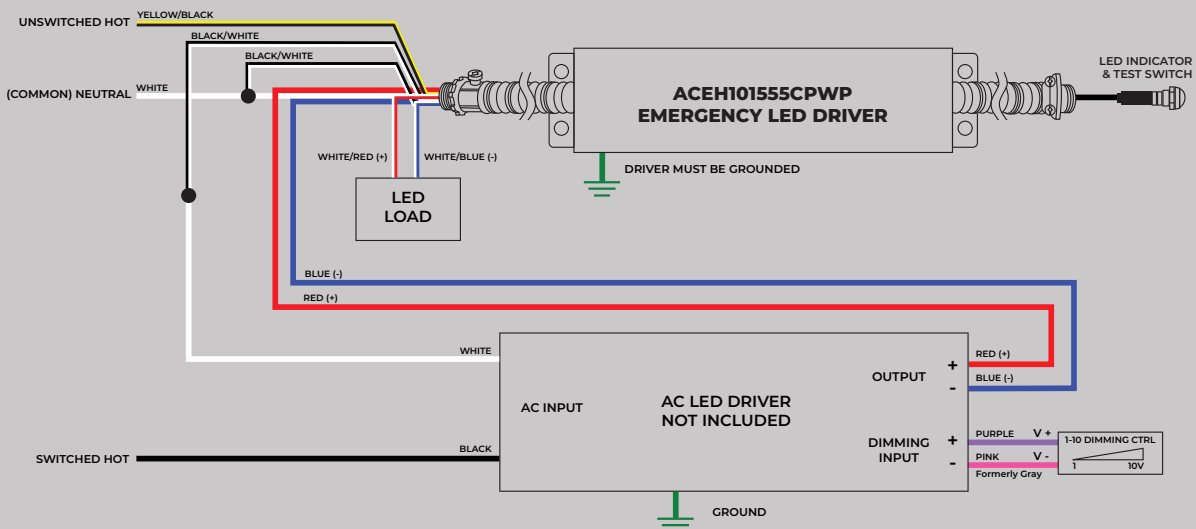 YELLOW/BLACK
UNSWITCHED HOT
BLACK/WHITE
BLACK/WHITE
LED INDICATOR
& TEST SWITCH
(COMMON) NEUTRAL
WHITE
ACEH101555CPWP
EMERGENCY LED DRIVER
WHITE/RED (+)
WHITE/BLUE (-)
DRIVER MUST BE GROUNDED
LED
LOAD
BLUE (-)
RED (+)
WHITE
RED (+)
OUTPUT
+
-
BLUE (-)
AC INPUT
AC LED DRIVER
NOT INCLUDED
BLACK
SWITCHED HOT
DIMMING
INPUT
+
-
PURPLE
V +
PINK
V -
Formerly Gray
1-10 DIMMING CTRL
1
10V
GROUND